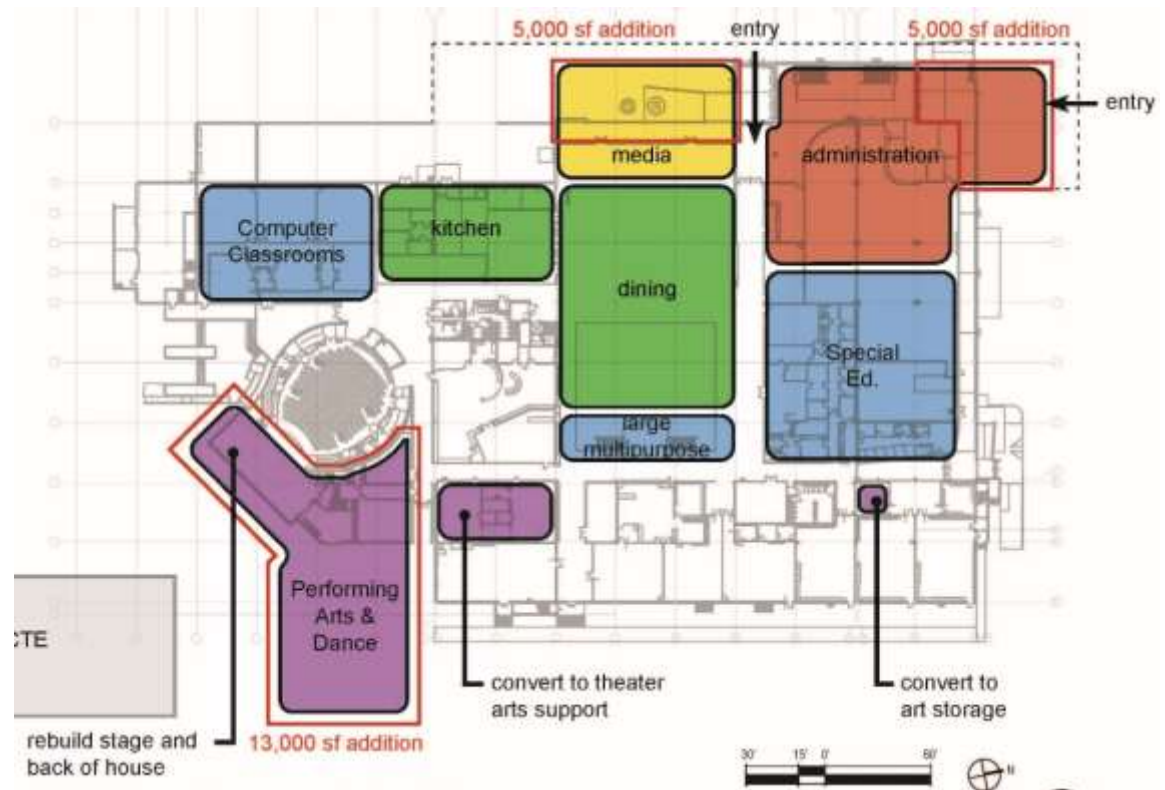 5,000 sf addition
entry
5,000 sf addition
entry
media
administration
Computer
Classrooms
kitchen
dining
Special
Ed.
large
multipurpose
Performing
Arts &
Dance
CTE
convert to theater
arts support
convert to
art storage
rebuild stage and
back of house
13,000 sf addition
30' 15' 0' 60'
N